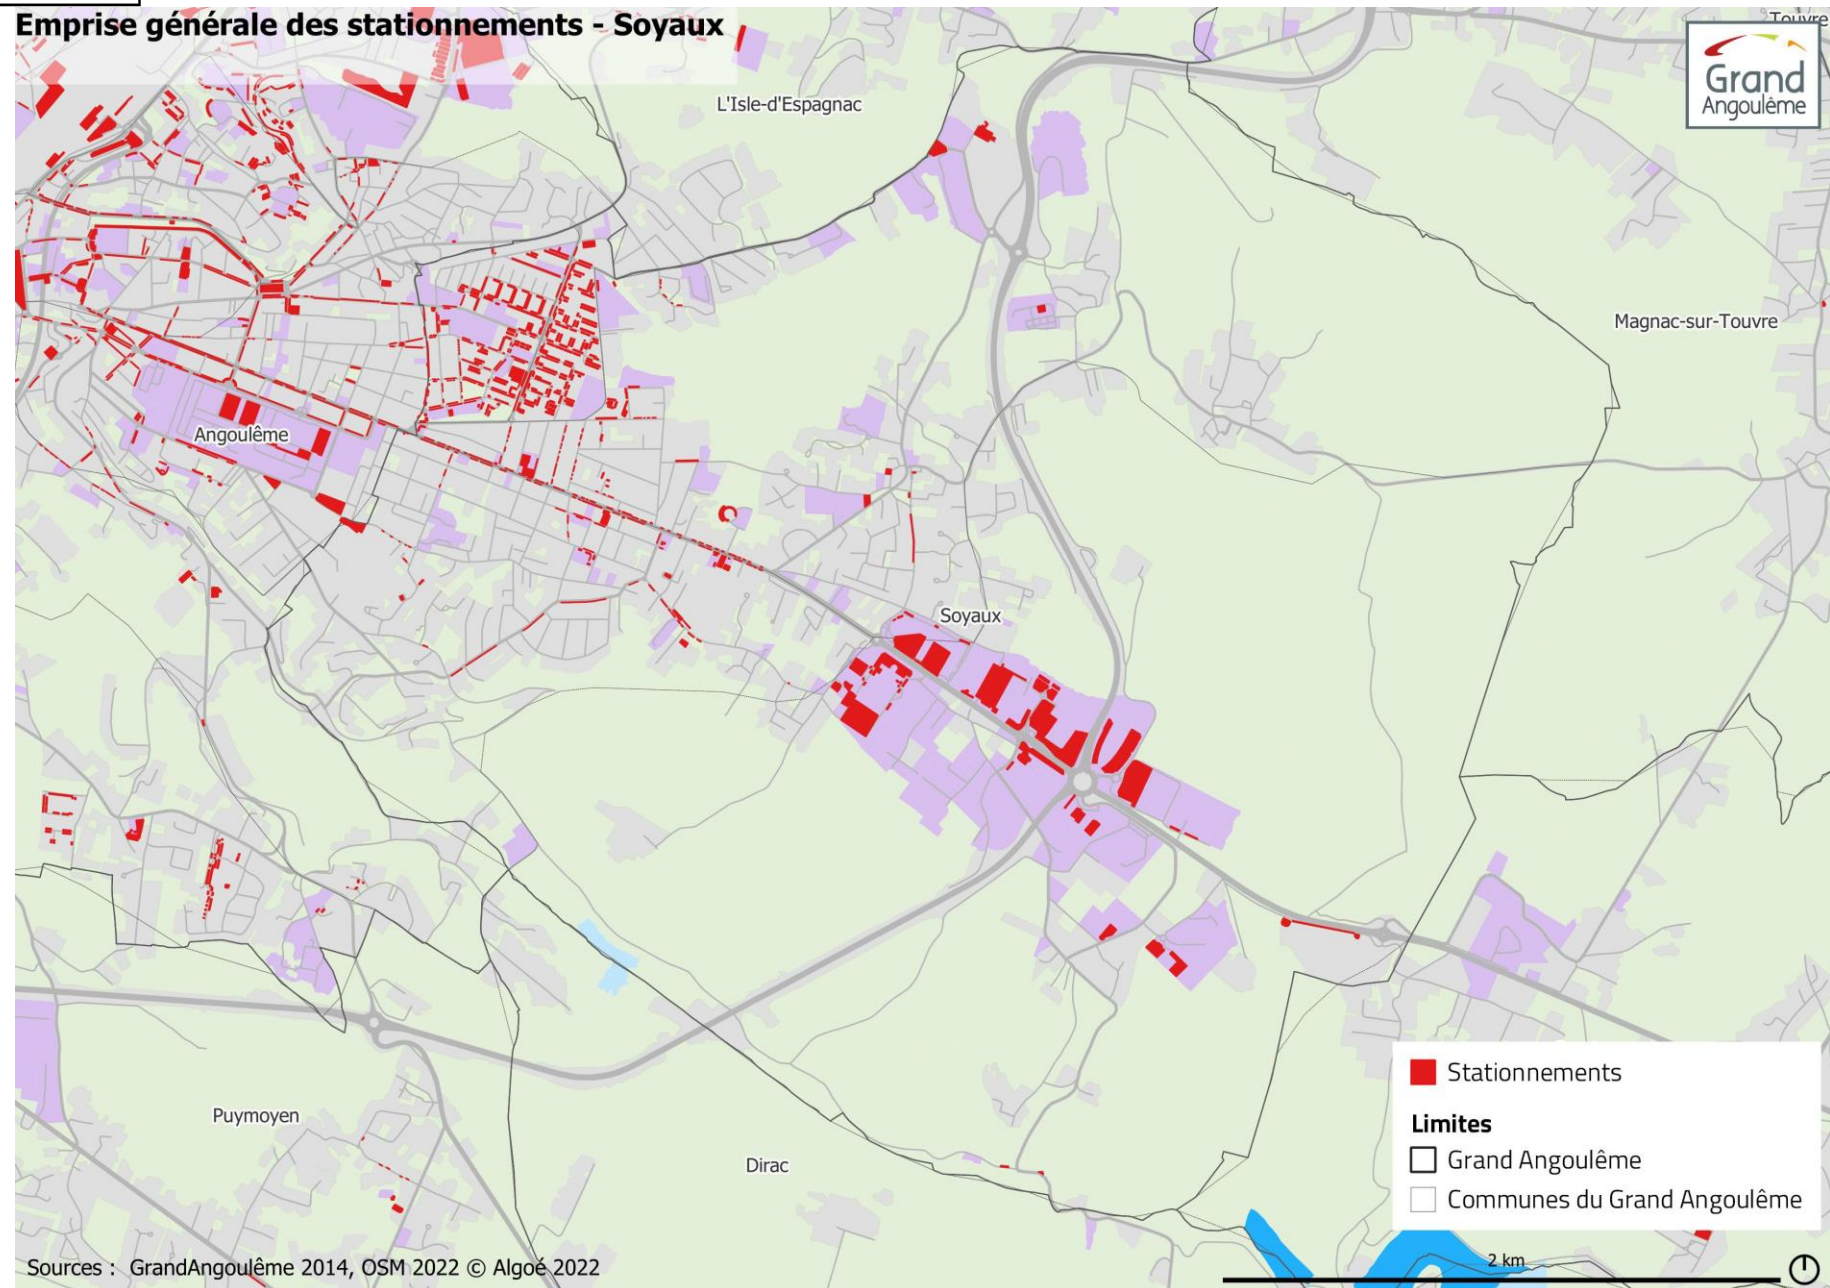 Emprise générale des stationnements - Soyaux
Touvre
Grand
Angoulême
L'Isle-d'Espagnac
Magnac-sur-Touvre
Angoulême
Soyaux
Puymoyen
Dirac
Stationnements
Limites
Grand Angoulême
Communes du Grand Angoulême
2 km
Sources : GrandAngoulême 2014, OSM 2022 © Algoé 2022